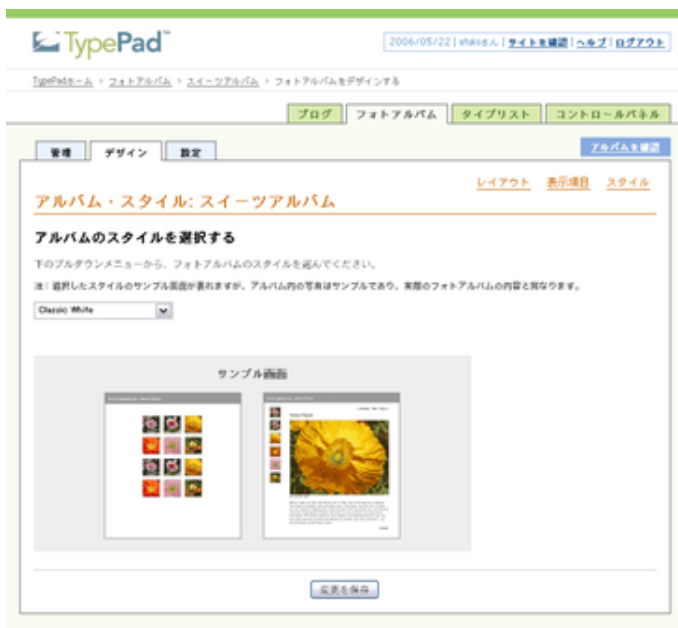 TypePad™
2006/05/22 | さん | サイトを確認 | ヘルプ | ログアウト
TypePadホーム > フォトアルバム > スイーツアルバム > フォトアルバムをデザインする
ブログ フォトアルバム タイプリスト コントロールパネル
管理 デザイン 設定 アルバムを確認
レイアウト 表示項目 スタイル
アルバム・スタイル: スイーツアルバム
アルバムのスタイルを選択する
下のプルダウンメニューから、フォトアルバムのスタイルを選んでください。
注: 選択したスタイルのサンプル画面が表れますが、アルバム内の写真はサンプルであり、実際のフォトアルバムの内容と異なります。
Classic White
サンプル画面
変更を保存